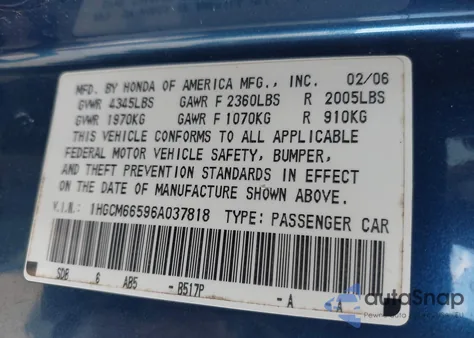 MFD. BY HONDA OF AMERICA MFG., INC. 02/06
GVWR 4345LBS GAWR F 2360LBS R 2005LBS
GVWR 1970KG GAWR F 1070KG R 910KG
THIS VEHICLE CONFORMS TO ALL APPLICABLE
FEDERAL MOTOR VEHICLE SAFETY, BUMPER,
AND THEFT PREVENTION STANDARDS IN EFFECT
ON THE DATE OF MANUFACTURE SHOWN ABOVE.
V.I.N.: 1HGCM66596A037818 TYPE: PASSENGER CAR
SDB 6 AB5 - B517P - A A
autoSnap